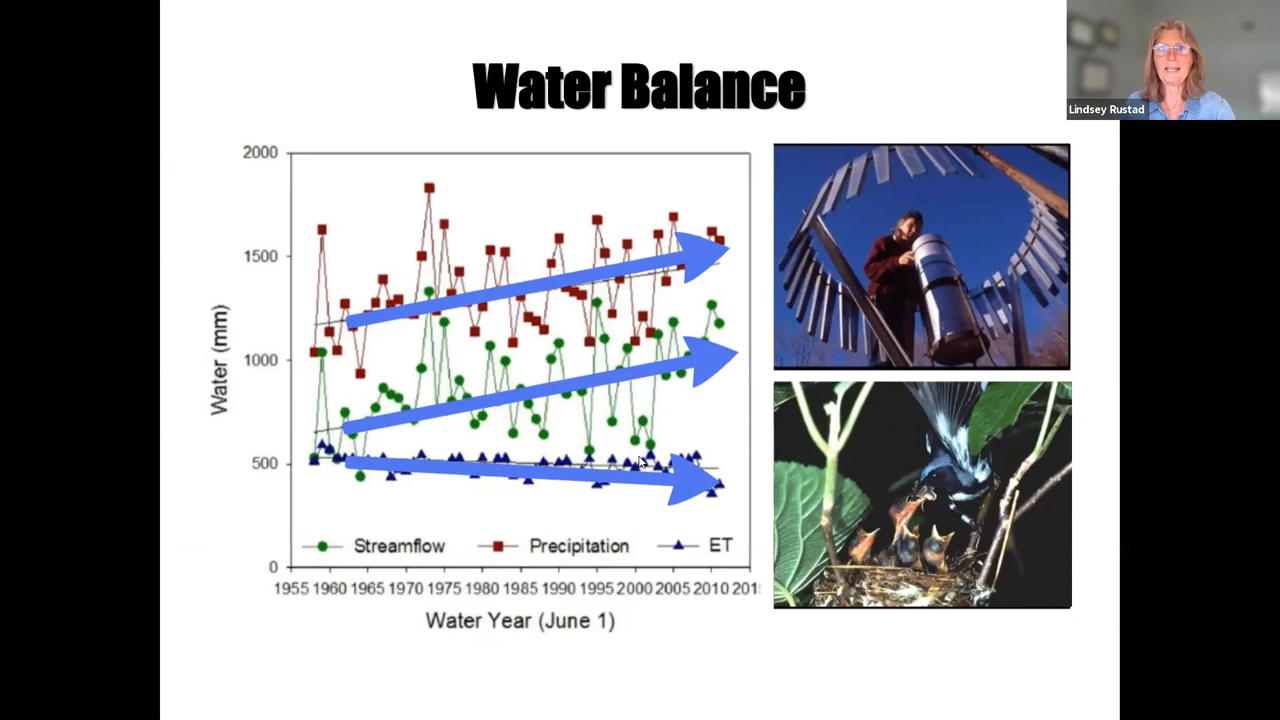 Water Balance
Lindsey Rustad
2000
1500
1000
500
0
Water (mm)
Streamflow Precipitation ET
1955 1960 1965 1970 1975 1980 1985 1990 1995 2000 2005 2010 201
Water Year (June 1)